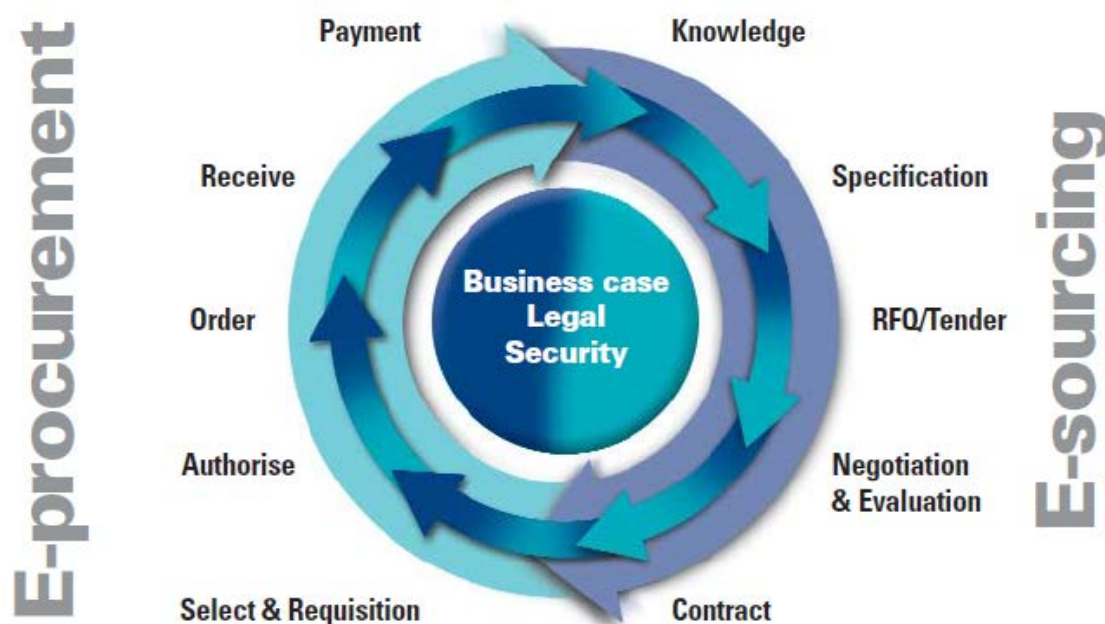 E-procurement
Payment
Knowledge
Receive
Specification
Order
RFQ/Tender
Authorise
Negotiation
& Evaluation
Select & Requisition
Contract
Business case
Legal
Security
E-sourcing